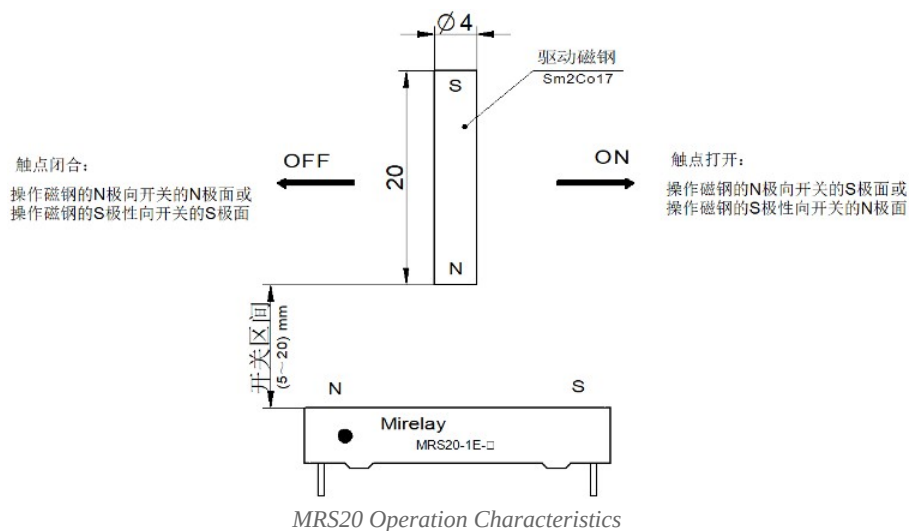 Ø4
驱动磁钢
Sm2Co17
S
触点闭合:
OFF
操作磁钢的N极向开关的N极面或
操作磁钢的S极性向开关的S极面
20
ON
触点打开:
操作磁钢的N极向开关的S极面或
操作磁钢的S极性向开关的N极面
N
开关区间
(5~20) mm
N
S
Mirelay
MRS20-1E-□
MRS20 Operation Characteristics